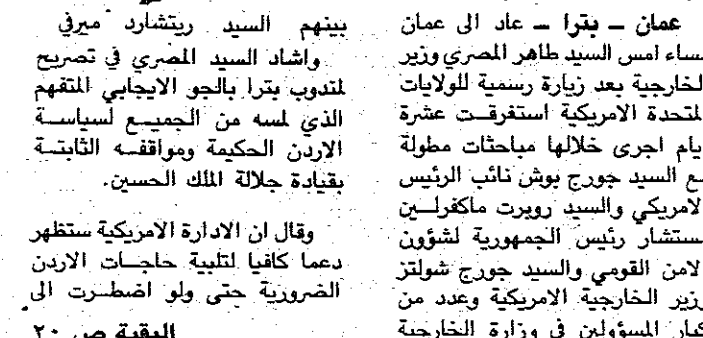 عمان ــ بترا ــ عاد الى عمان
مساء امس السيد طاهر المصري وزير
الخارجية بعد زيارة رسمية للولايات
المتحدة الامريكية استغرقت عشرة
ايام اجرى خلالها مباحثات مطولة
مع السيد جورج بوش نائب الرئيس
الامريكي والسيد روبرت ماكفرلين
مستشار رئيس الجمهورية لشؤون
الامن القومي والسيد جورج شولتز
وزير الخارجية الامريكية وعدد من
كبار المسؤولين في وزارة الخارجية
بينهم السيد ريتشارد ميرفي
واشاد السيد المصري في تصريح
لمندوب بترا بالجو الايجابي المتفهم
الذي لمسه من الجميع لسياسة
الاردن الحكيمة ومواقفه الثابتة
بقيادة جلالة الملك الحسين.
وقال ان الادارة الامريكية ستظهر
دعما كافيا لتلبية حاجات الاردن
الضرورية حتى ولو اضطرت الى
البقية ص ٢٠